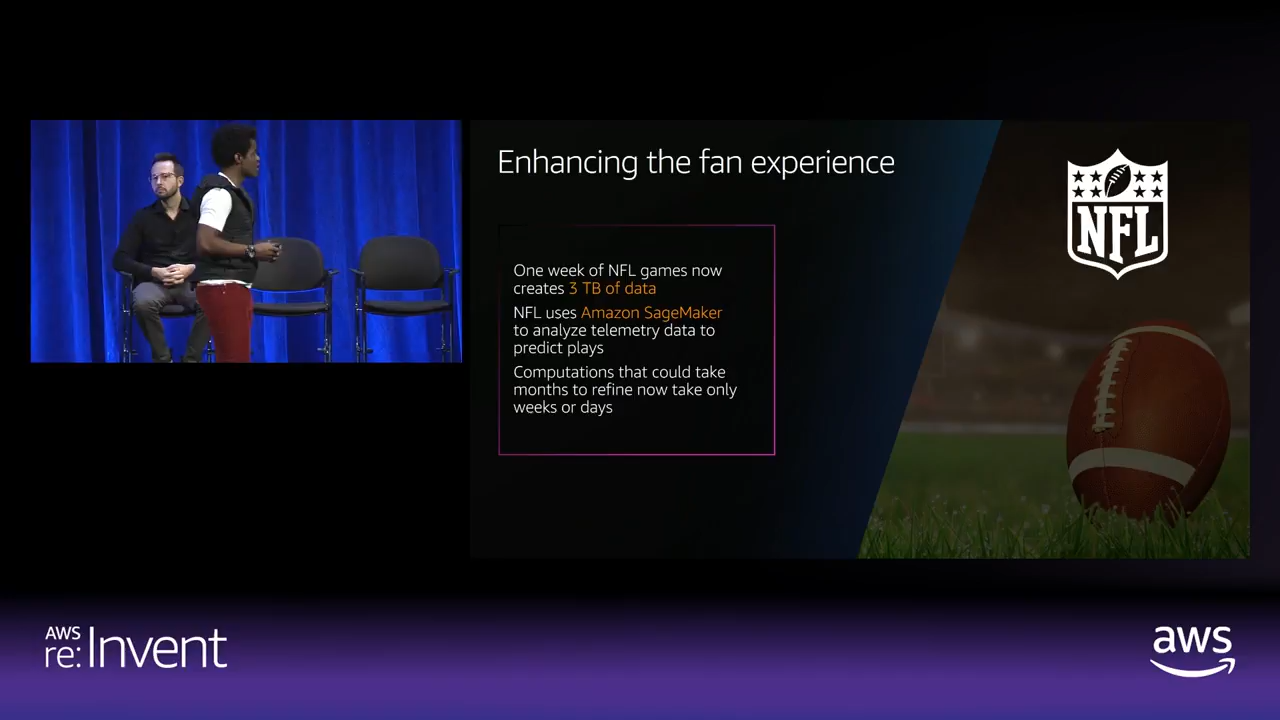 Enhancing the fan experience
NFL
One week of NFL games now
creates 3 TB of data
NFL uses Amazon SageMaker
to analyze telemetry data to
predict plays
Computations that could take
months to refine now take only
weeks or days
AWS
re:Invent
aws